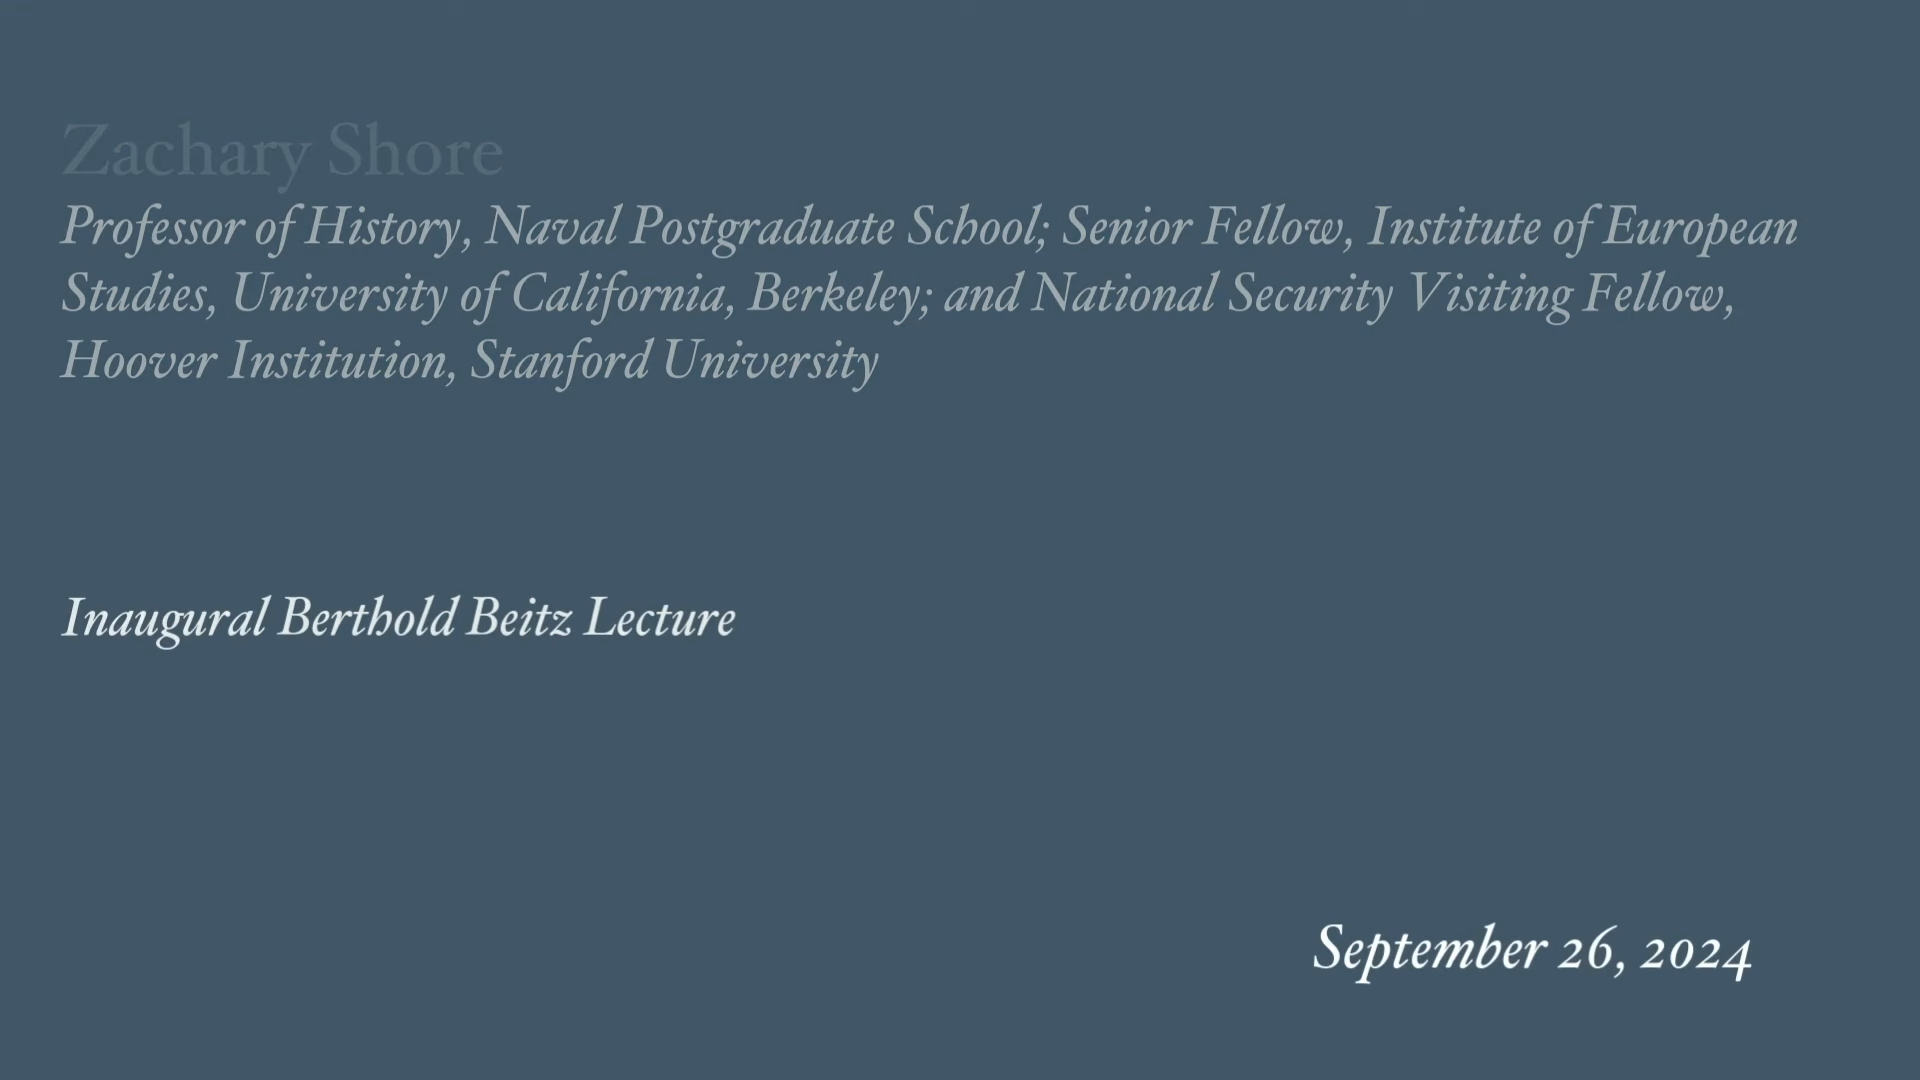 Zachary Shore
Professor of History, Naval Postgraduate School; Senior Fellow, Institute of European
Studies, University of California, Berkeley; and National Security Visiting Fellow,
Hoover Institution, Stanford University
Inaugural Berthold Beitz Lecture
September 26, 2024